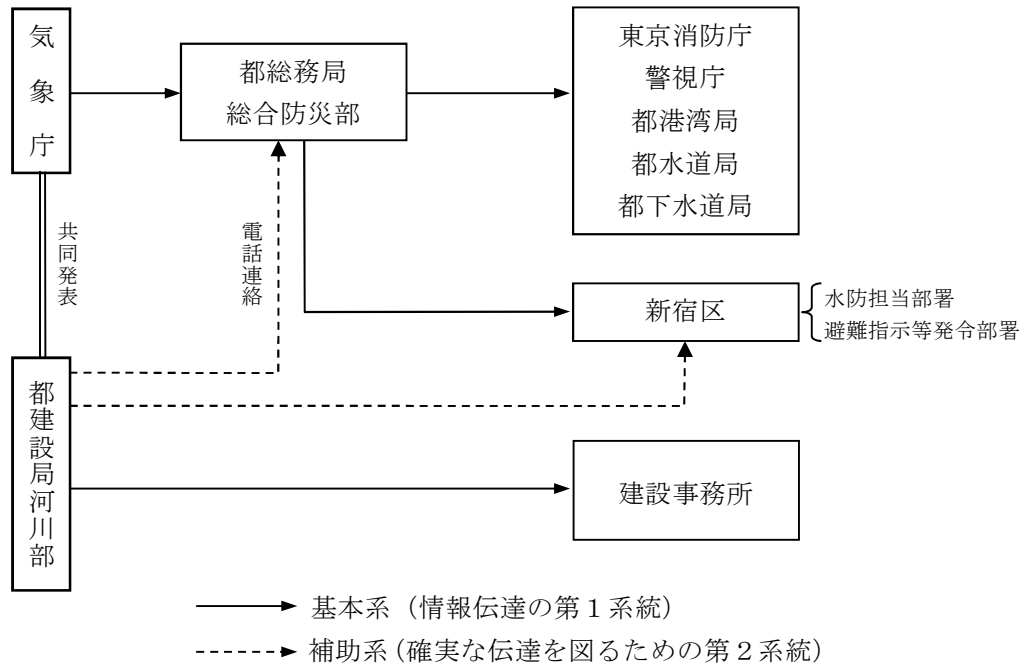 気象庁
都総務局
総合防災部
東京消防庁
警視庁
都港湾局
都水道局
都下水道局
共同発表
電話連絡
新宿区
水防担当部署
避難指示等発令部署
都建設局河川部
建設事務所
基本系（情報伝達の第１系統）
補助系（確実な伝達を図るための第２系統）